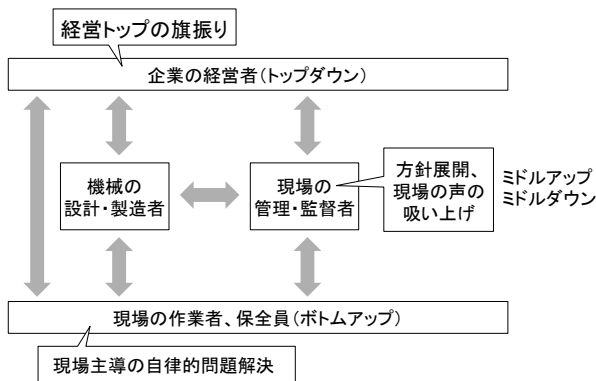 経営トップの旗振り
企業の経営者(トップダウン)
機械の
設計・製造者
現場の
管理・監督者
方針展開、
現場の声の
吸い上げ
ミドルアップ
ミドルダウン
現場の作業者、保全員(ボトムアップ)
現場主導の自律的問題解決